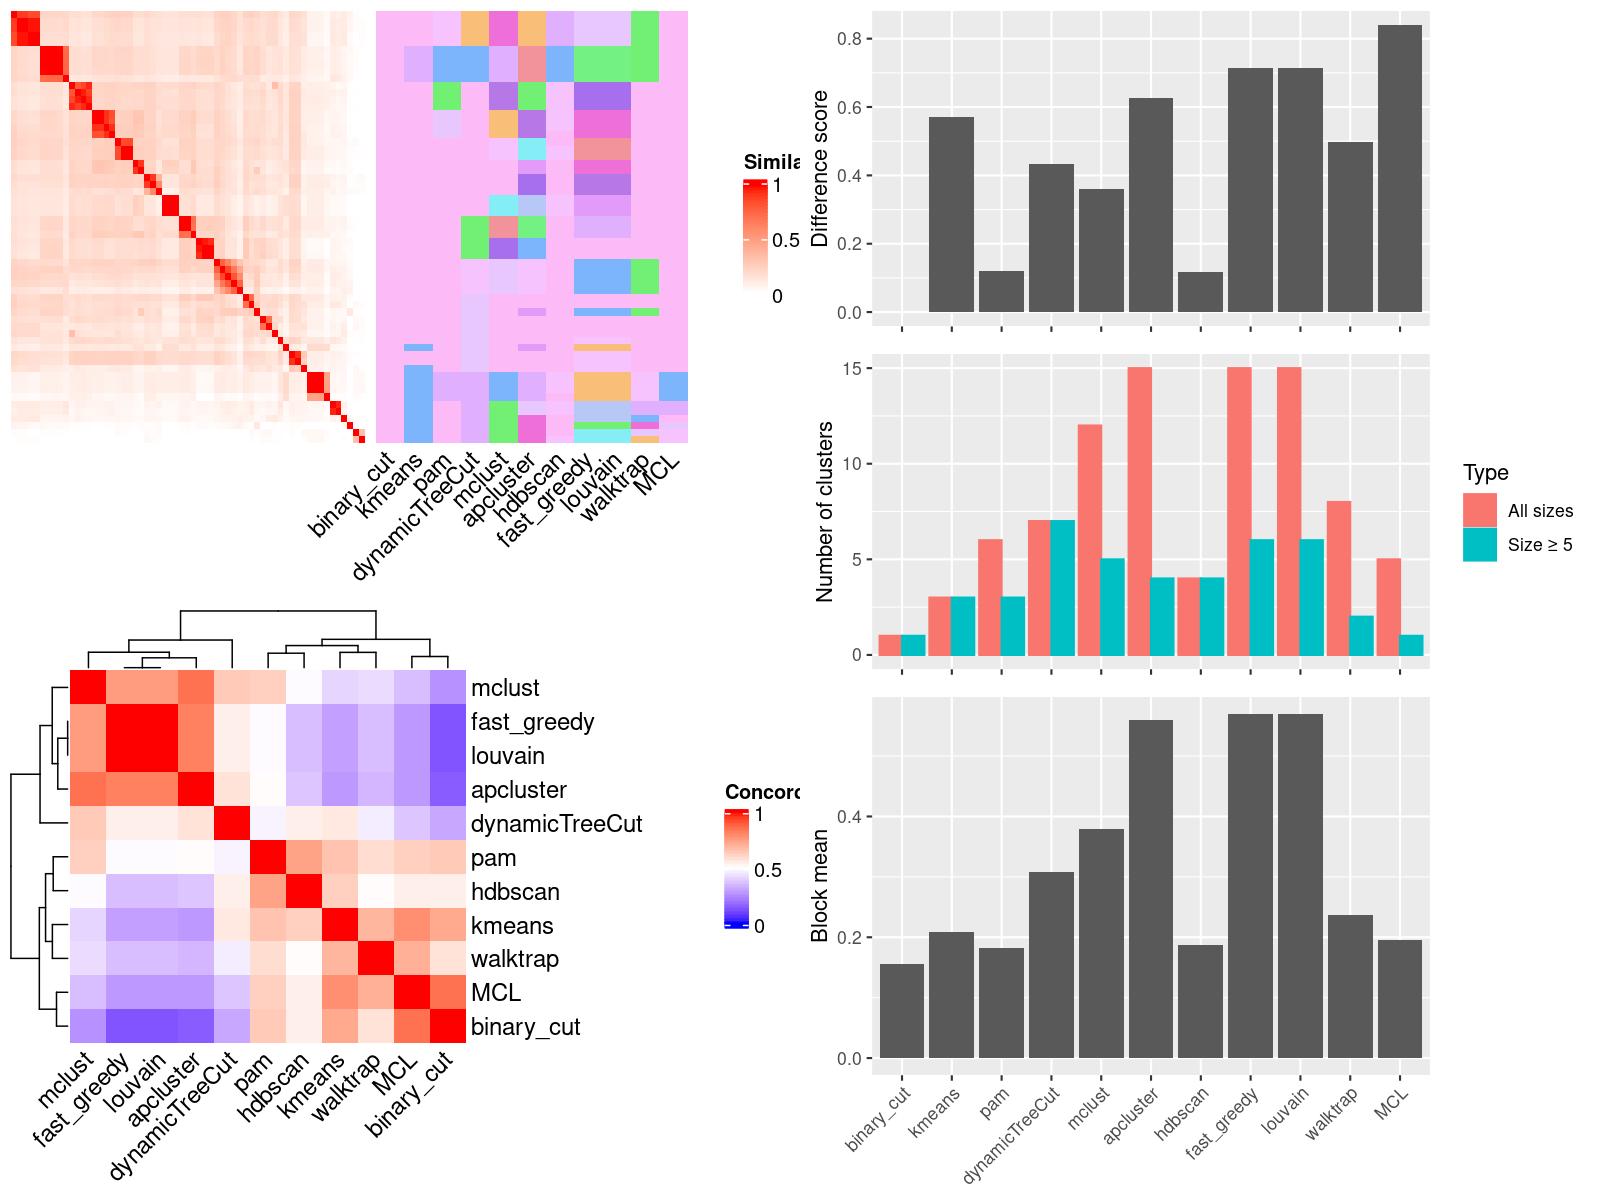 Simila
1
0.5
0
binary_cut
kmeans
pam
dynamicTreeCut
mclust
apcluster
hdbscan
fast_greedy
louvain
walktrap
MCL
mclust
fast_greedy
louvain
apcluster
dynamicTreeCut
pam
hdbscan
kmeans
walktrap
MCL
binary_cut
mclust
fast_greedy
louvain
apcluster
dynamicTreeCut
pam
hdbscan
kmeans
walktrap
MCL
binary_cut
Concord
1
0.5
0
Difference score
0.8
0.6
0.4
0.2
0.0
Number of clusters
15
10
5
0
Type
All sizes
Size ≥ 5
Block mean
0.4
0.2
0.0
binary_cut
kmeans
pam
dynamicTreeCut
mclust
apcluster
hdbscan
fast_greedy
louvain
walktrap
MCL